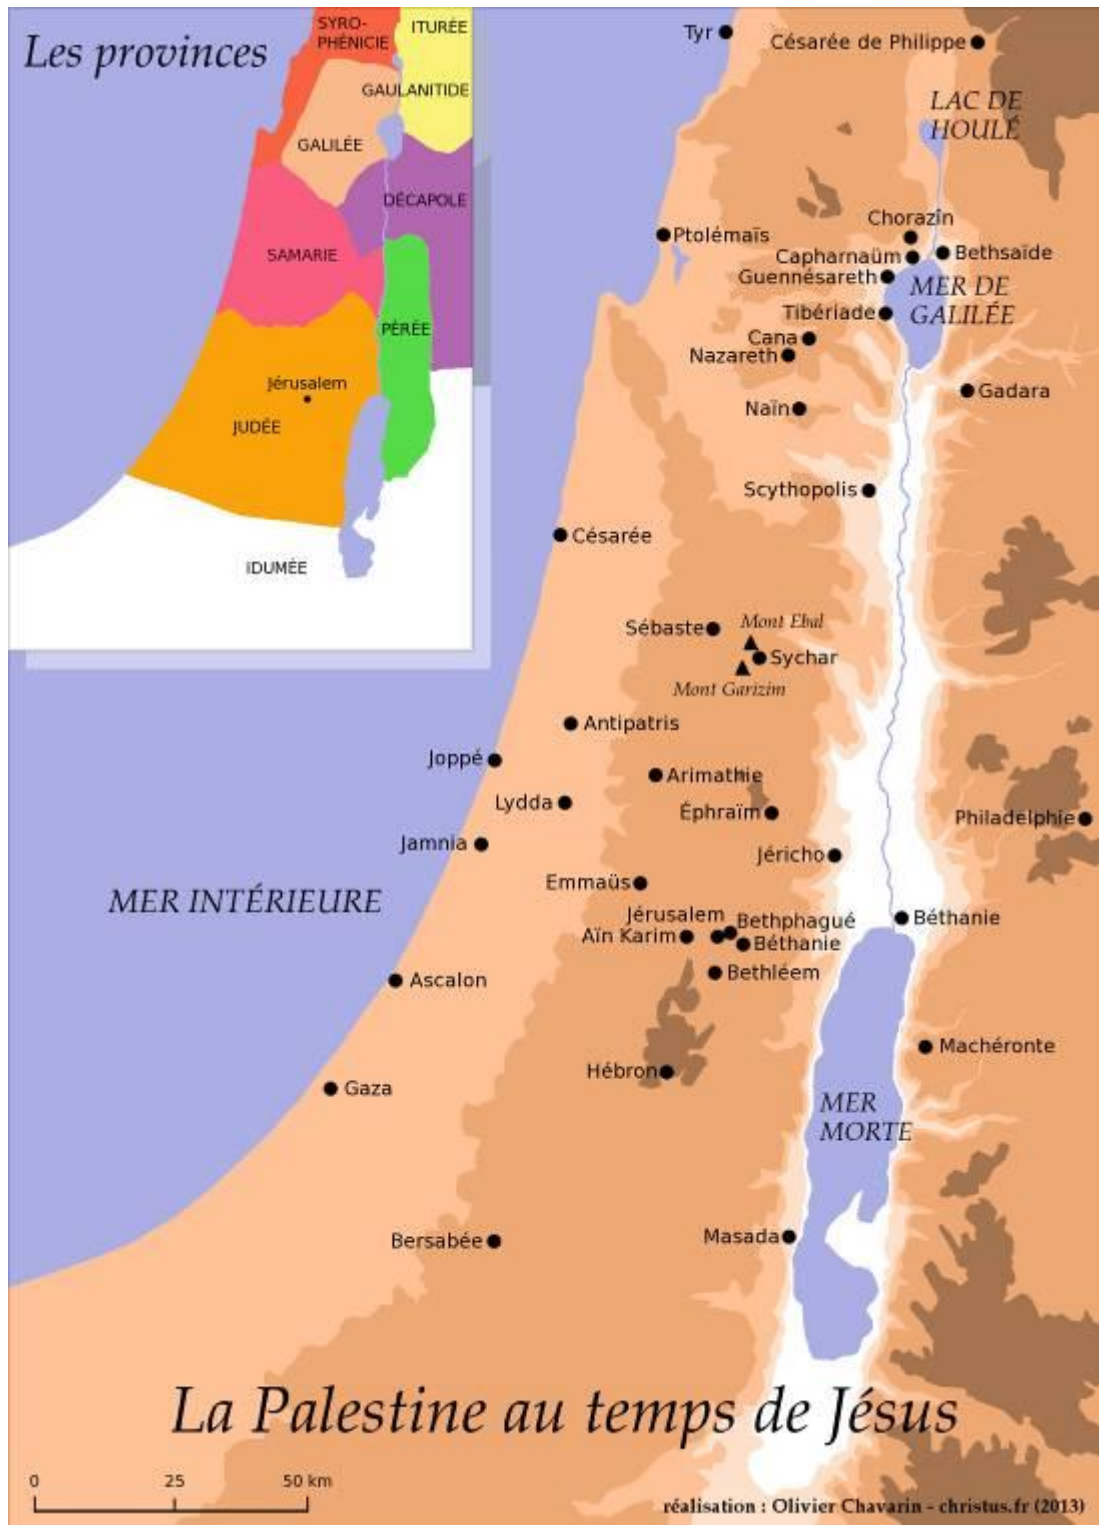 Les provinces
SYRO-
PHÉNICIE
ITURÉE
GAULANITIDE
GALILÉE
DÉCAPOLE
SAMARIE
PÉRÉE
Jérusalem
JUDÉE
IDUMÉE
Tyr
Césarée de Philippe
LAC DE
HOULÉ
Chorazîn
Ptolémaïs
Capharnaüm
Bethsaïde
Guennésareth
MER DE
GALILÉE
Tibériade
Cana
Nazareth
Gadara
Naïn
Scythopolis
Césarée
Mont Ebal
Sébaste
Sychar
Mont Garizim
Antipatris
Joppé
Arimathie
Lydda
Éphraïm
Philadelphie
Jamnia
Jéricho
Emmaüs
MER INTÉRIEURE
Jérusalem
Bethphagué
Béthanie
Aïn Karim
Béthanie
Bethléem
Ascalon
Machéronte
Hébron
Gaza
MER
MORTE
Masada
Bersabée
La Palestine au temps de Jésus
0 25 50 km
réalisation : Olivier Chavarin - christus.fr (2013)